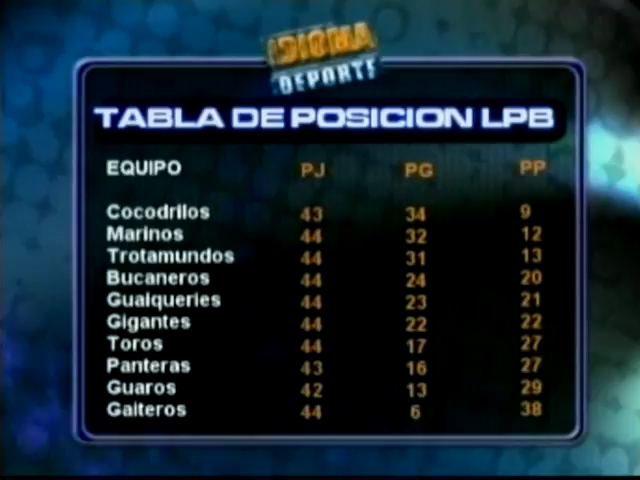 IDIOMA
DEPORTE
TABLA DE POSICION LPB
EQUIPO PJ PG PP
Cocodrilos 43 34 9
Marinos 44 32 12
Trotamundos 44 31 13
Bucaneros 44 24 20
Guaiqueries 44 23 21
Gigantes 44 22 22
Toros 44 17 27
Panteras 43 16 27
Guaros 42 13 29
Gaiteros 44 6 38